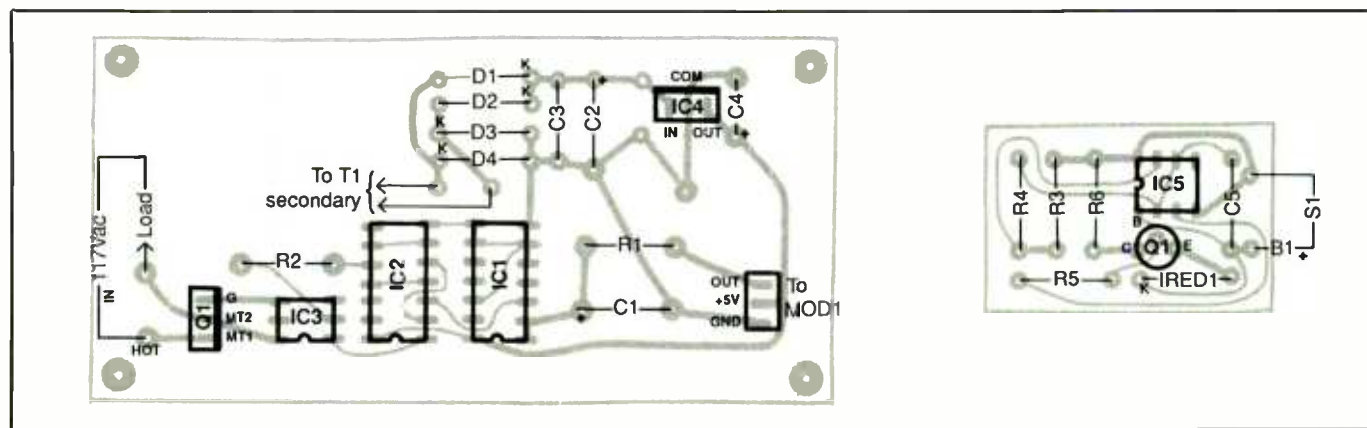 K
D1
K
D2
K
D3
K
D4
C3
C2
+
COM
IC4
IN OUT
C4
+
To T1
secondary
117Vac
IN
Load
HOT
Q1
G
MT2
MT1
R2
IC3
IC2
IC1
R1
C1
+
OUT
+5V
GND
To
MOD1
R4
R3
R6
IC5
C5
S1
B
C
Q1
E
B1
+
R5
IRED1
K